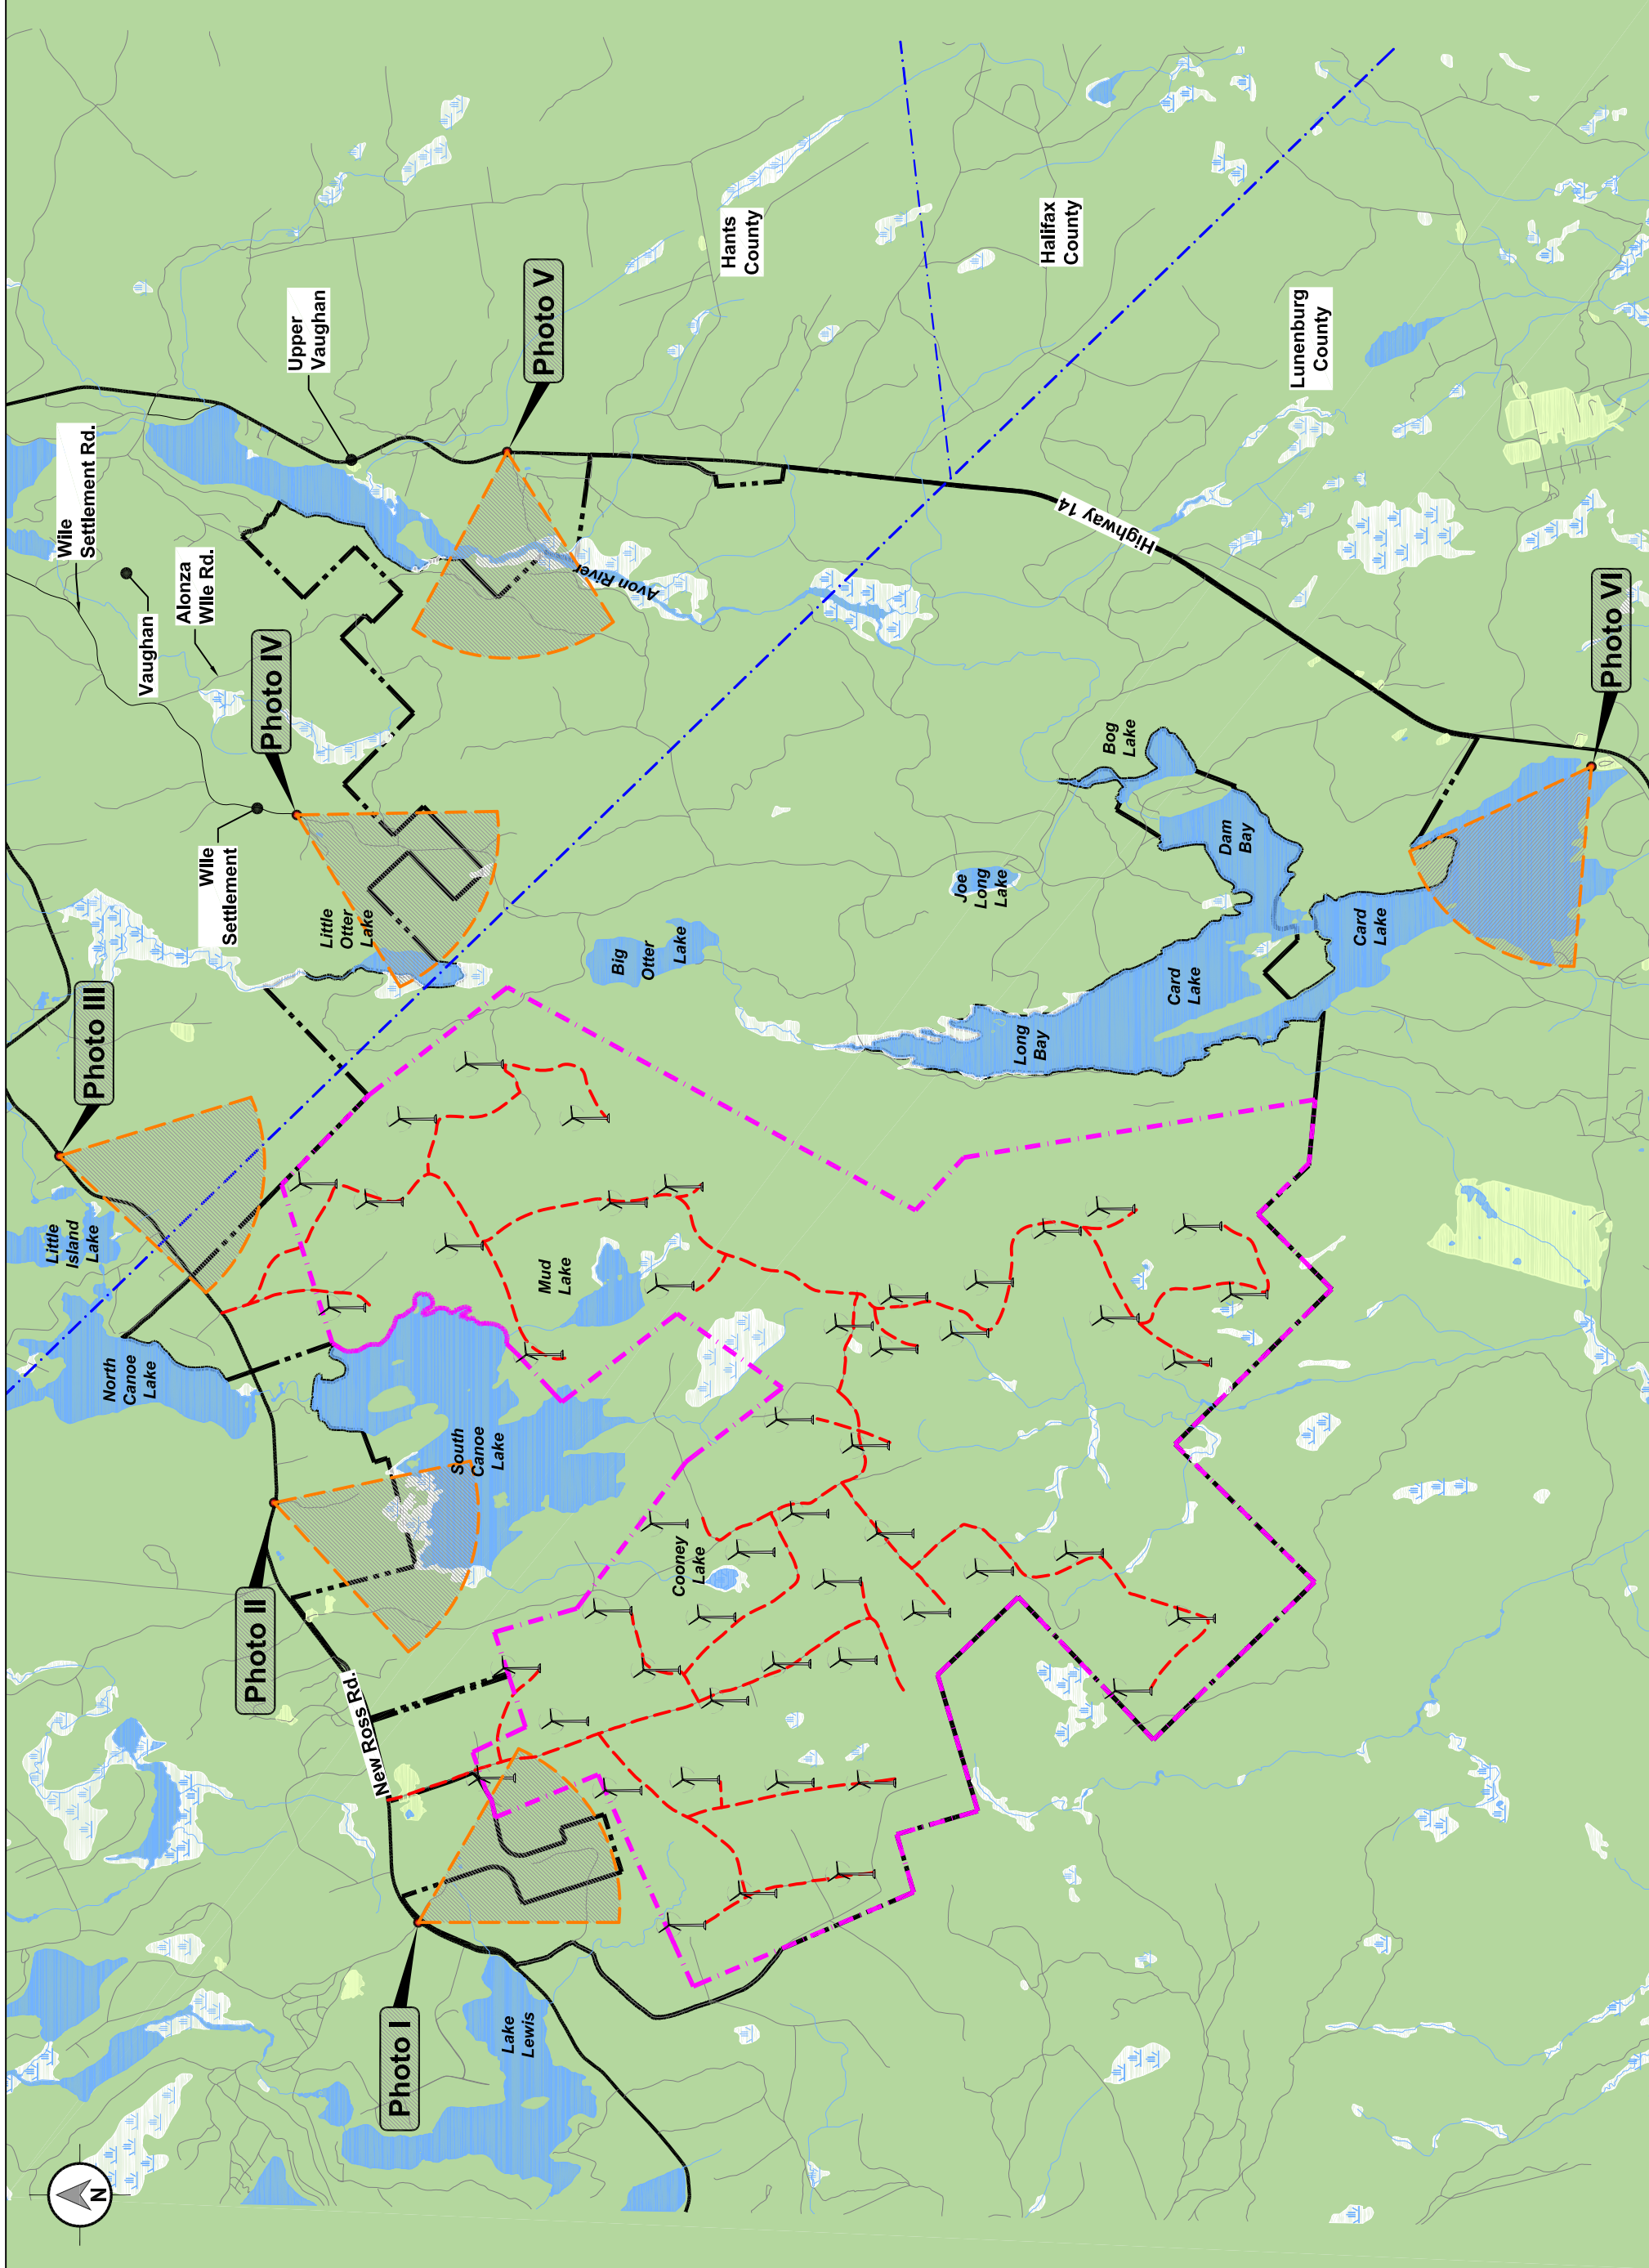 Photo I
Lake
Lewis
New Ross Rd.
Photo II
North
Canoe
Lake
South
Canoe
Lake
Cooney
Lake
Mud
Lake
Little
Island
Lake
Photo III
Little
Otter
Lake
Big
Otter
Lake
Wile
Settlement
Photo IV
Alonza
Wile Rd.
Vaughan
Wile
Settlement Rd.
Upper
Vaughan
Photo V
Avon River
Hants
County
Halifax
County
Lunenburg
County
Highway 14
Joe
Long
Lake
Long
Bay
Card
Lake
Dam
Bay
Bog
Lake
Card
Lake
Photo VI
N